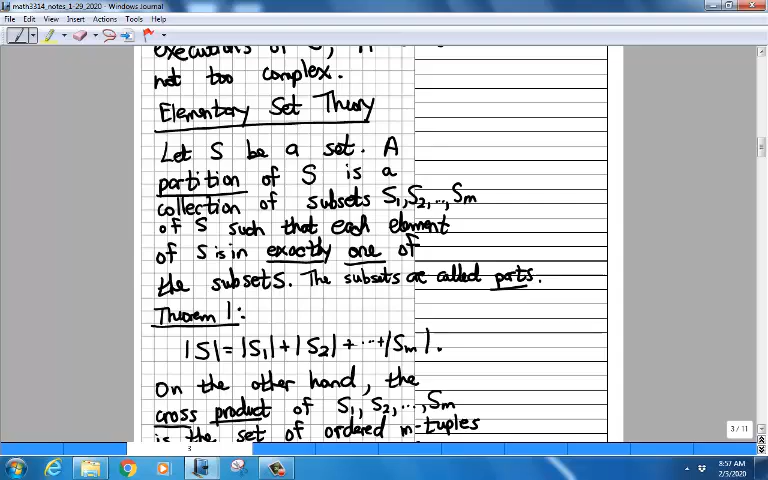 math3314_notes_1-29_2020 - Windows Journal
File Edit View Insert Actions Tools Help
not too complex.
Elementary Set Theory
Let S be a set. A
partition of S is a
collection of subsets S1, S2, ..., Sm
of S such that each element
of S is in exactly one of
the subsets. The subsets are called parts.
Theorem 1:
|S| = |S1| + |S2| + ... + |Sm|.
On the other hand, the
cross product of S1, S2, ..., Sm
is the set of ordered m-tuples
3 / 11
3
8:57 AM
2/3/2020